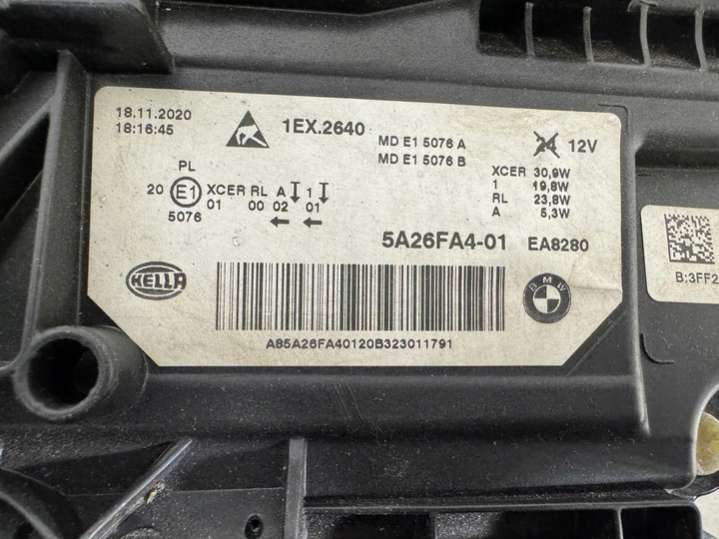 18.11.2020
18:16:45
1EX.2640
MD E1 5076 A
MD E1 5076 B
24 12V
XCER 30,9W
1 19,8W
RL 23,8W
A 5,3W
PL
20 E1 XCER RL A 1
01 00 02 01
5076
5A26FA4-01 EA8280
HELLA
BMW
A85A26FA40120B323011791
B:3FF2